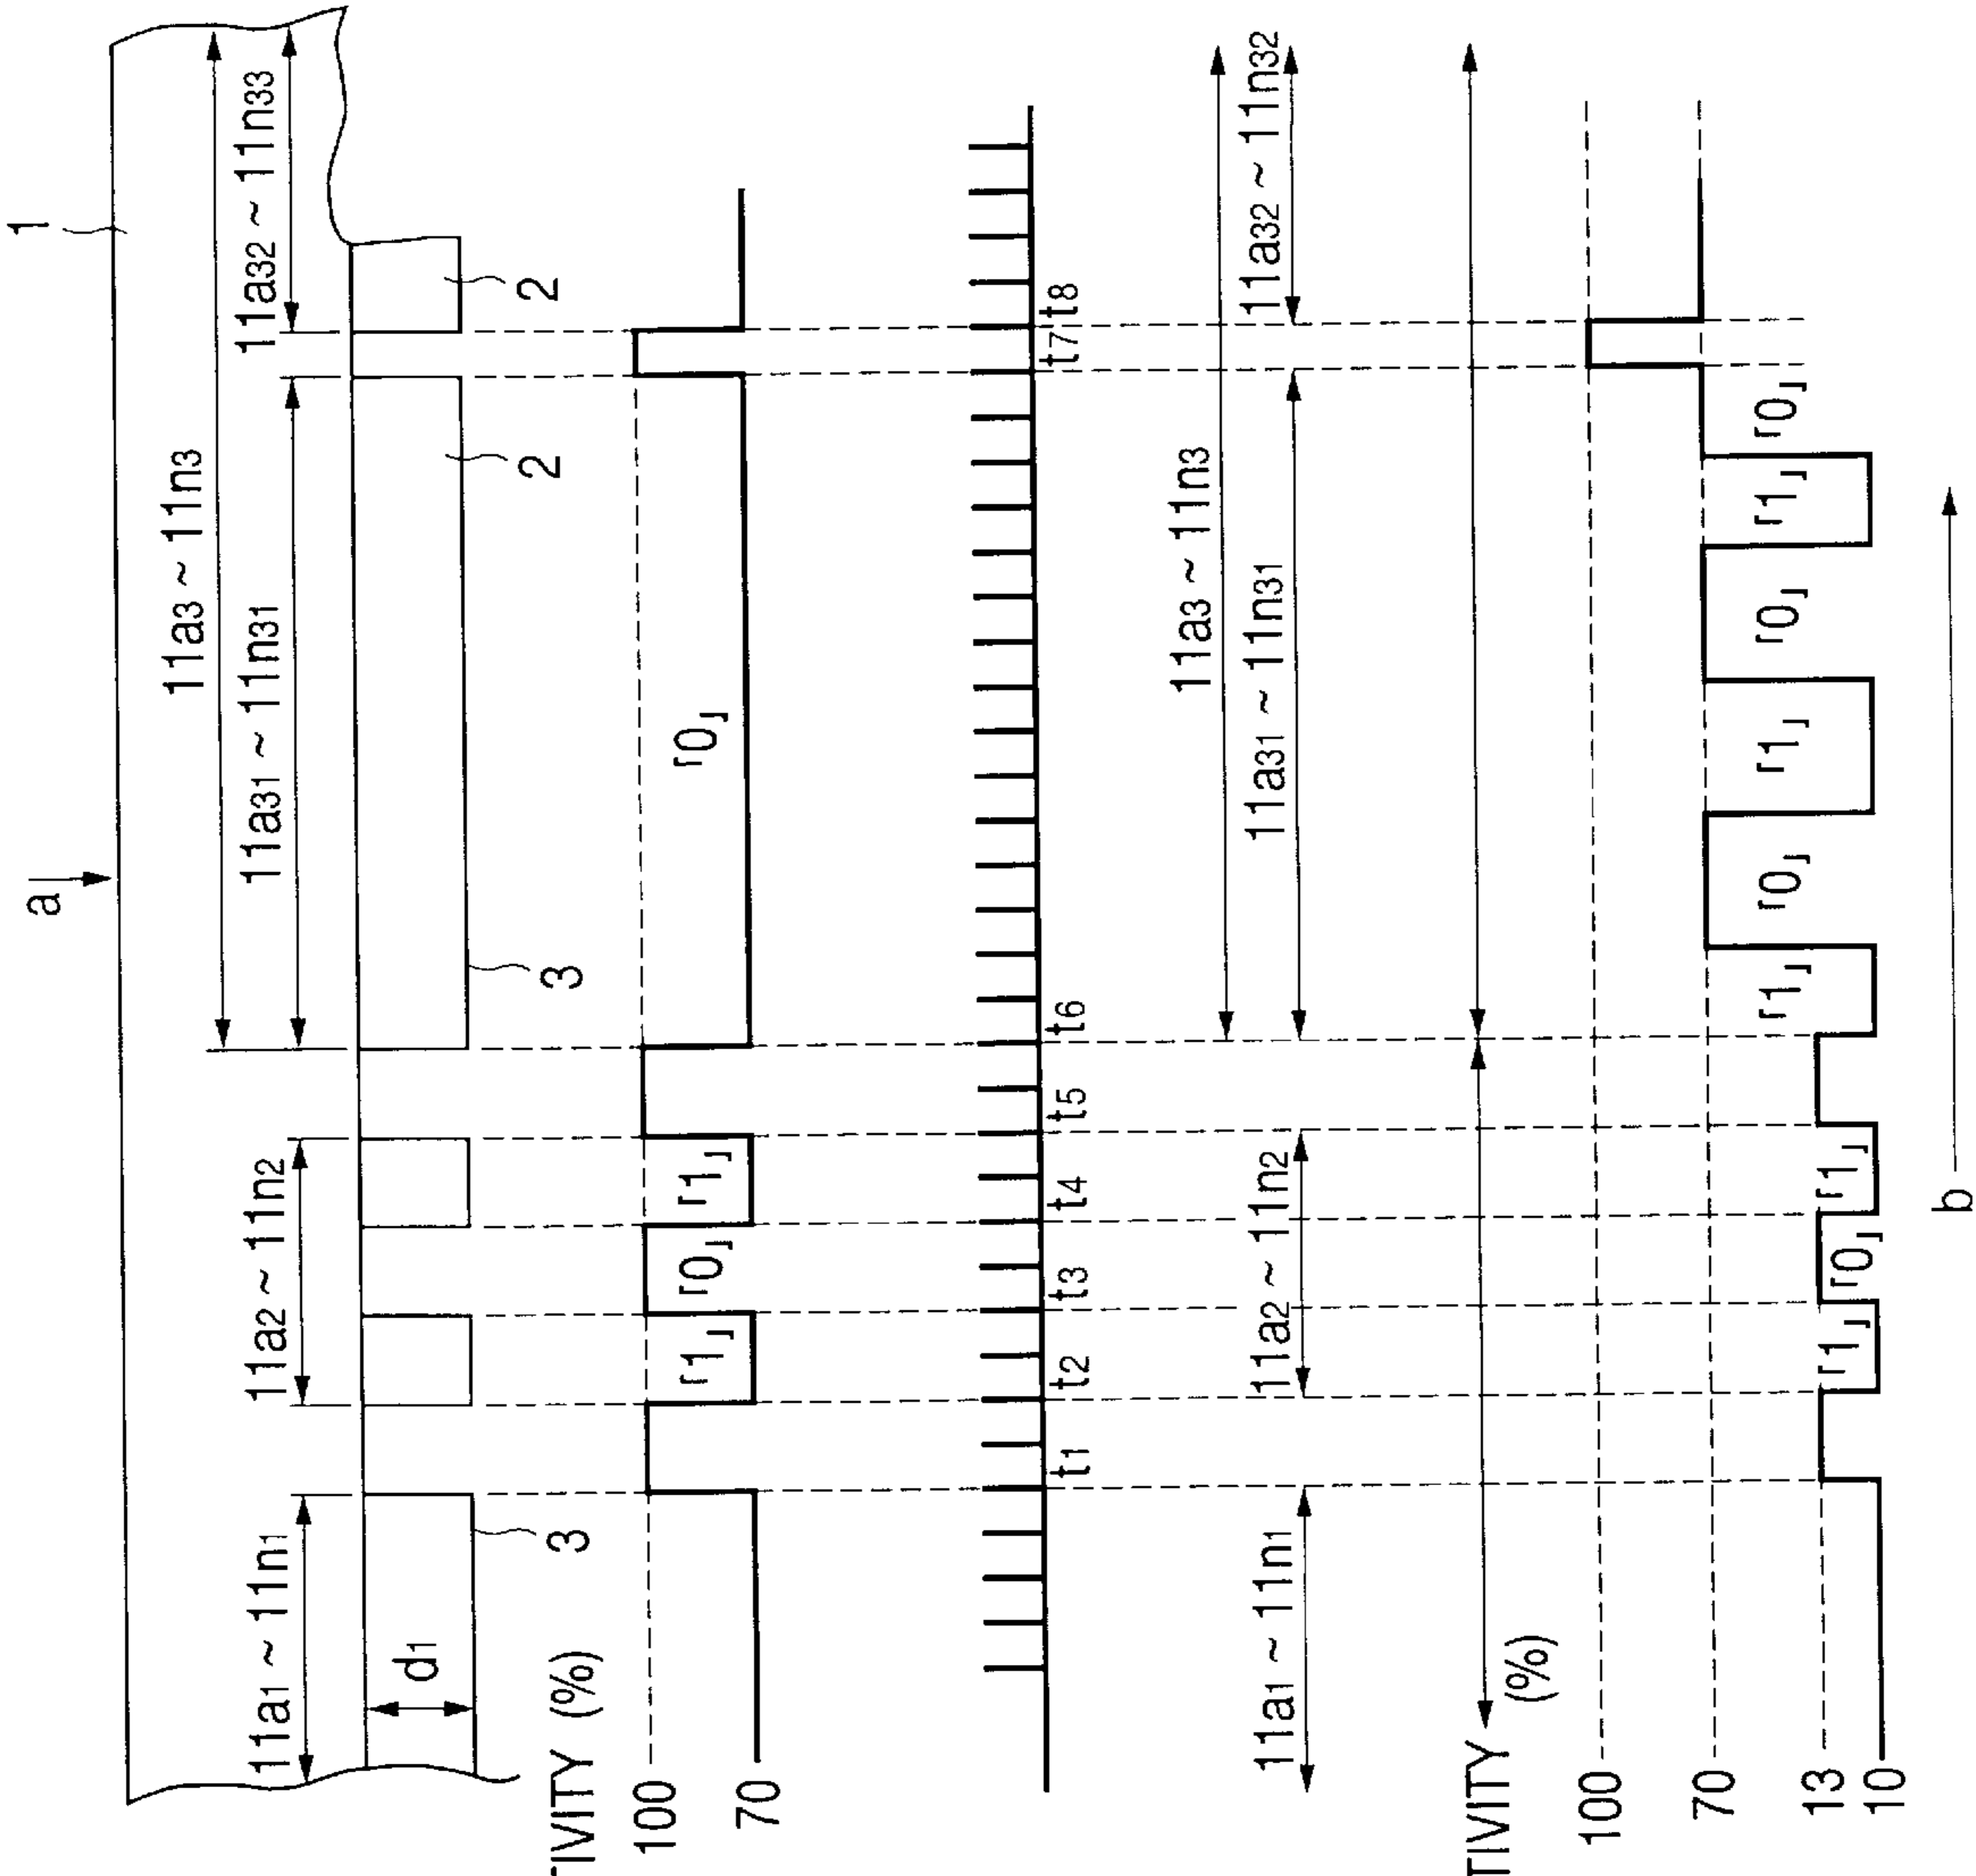 1
a
11a3 ~ 11n3
11a1 ~ 11n1
11a2 ~ 11n2
11a31 ~ 11n31
11a32 ~ 11n33
d1
3
3
2
2
TIVITY (%)
100
70
「1」
「0」
「1」
「0」
t1
t2
t3
t4
t5
t6
t7
t8
11a3 ~ 11n3
11a1 ~ 11n1
11a2 ~ 11n2
11a31 ~ 11n31
11a32 ~ 11n32
TIVITY
(%)
100
70
13
10
「1」
「0」
「1」
「1」
「0」
「1」
「0」
「1」
「0」
b